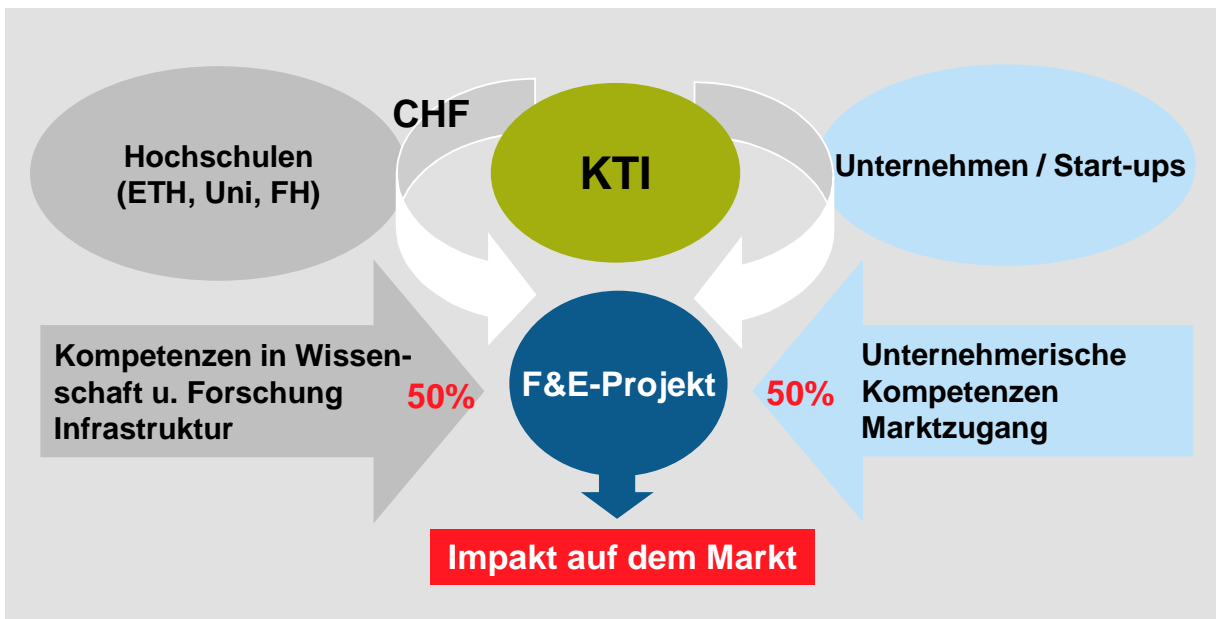 CHF
Hochschulen
(ETH, Uni, FH)
KTI
Unternehmen / Start-ups
Kompetenzen in Wissen-
schaft u. Forschung
Infrastruktur
50%
F&E-Projekt
50%
Unternehmerische
Kompetenzen
Marktzugang
Impakt auf dem Markt